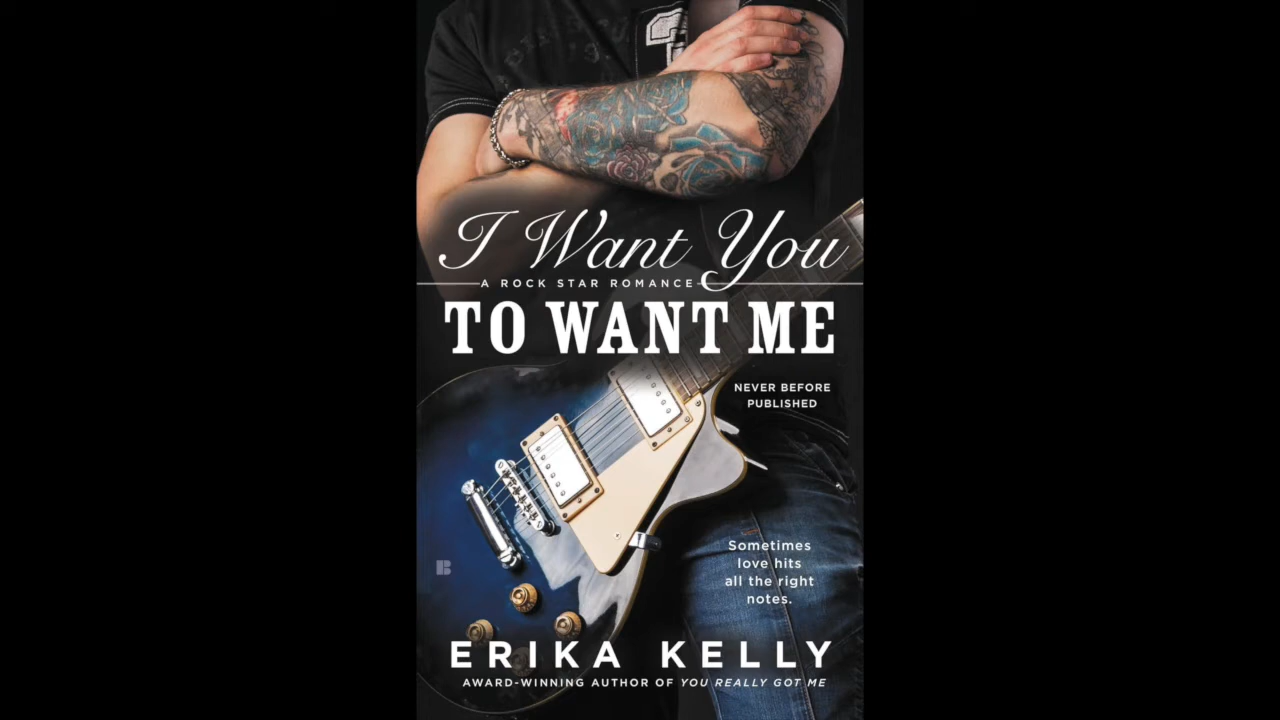 I Want You
A ROCK STAR ROMANCE
TO WANT ME
NEVER BEFORE
PUBLISHED
Sometimes
love hits
all the right
notes.
B
ERIKA KELLY
AWARD-WINNING AUTHOR OF YOU REALLY GOT ME